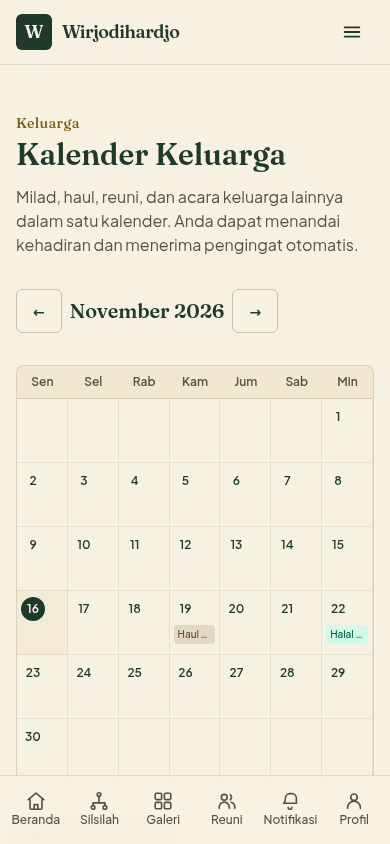 W Wirjodihardjo
Keluarga
Kalender Keluarga
Milad, haul, reuni, dan acara keluarga lainnya
dalam satu kalender. Anda dapat menandai
kehadiran dan menerima pengingat otomatis.
← November 2026 →
Sen Sel Rab Kam Jum Sab Min
1
2 3 4 5 6 7 8
9 10 11 12 13 14 15
16 17 18 19 20 21 22
Haul … Halal …
23 24 25 26 27 28 29
30
Beranda Silsilah Galeri Reuni Notifikasi Profil